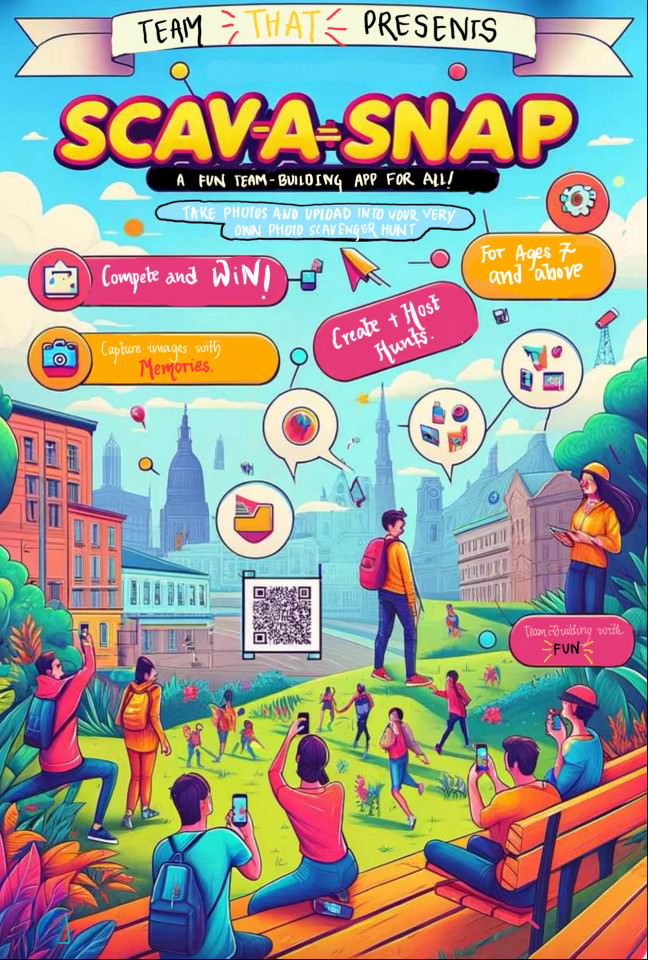 TEAM THAT PRESENTS
SCAV-A-SNAP
A FUN TEAM-BUILDING APP FOR ALL!
TAKE PHOTOS AND UPLOAD INTO YOUR VERY
OWN PHOTO SCAVENGER HUNT
Compete and WiN!
For Ages 7
and above
Create + Host
Hunts.
Capture images with
Memories.
Team-Building with
FUN